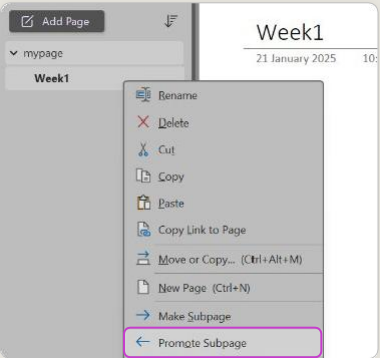 Add Page
mypage
Week1
Week1
21 January 2025 10:
Rename
Delete
Cut
Copy
Paste
Copy Link to Page
Move or Copy... (Ctrl+Alt+M)
New Page (Ctrl+N)
Make Subpage
Promote Subpage